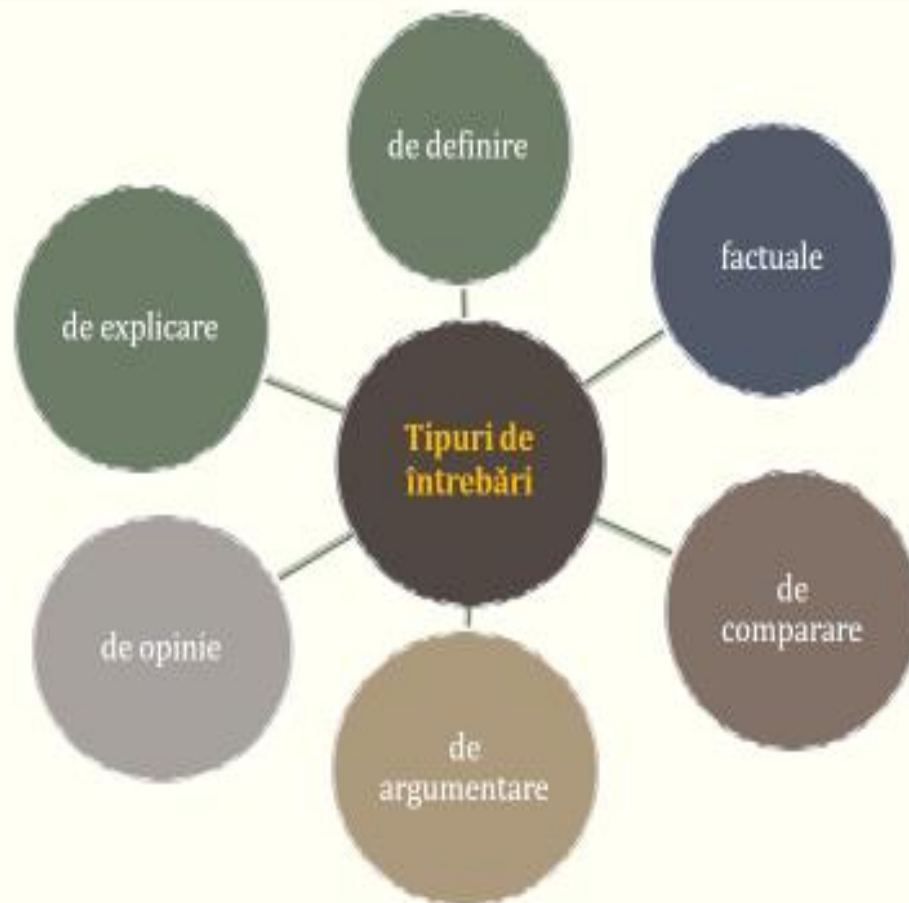 de definire
factuale
de explicare
Tipuri de
întrebări
de
comparare
de opinie
de
argumentare